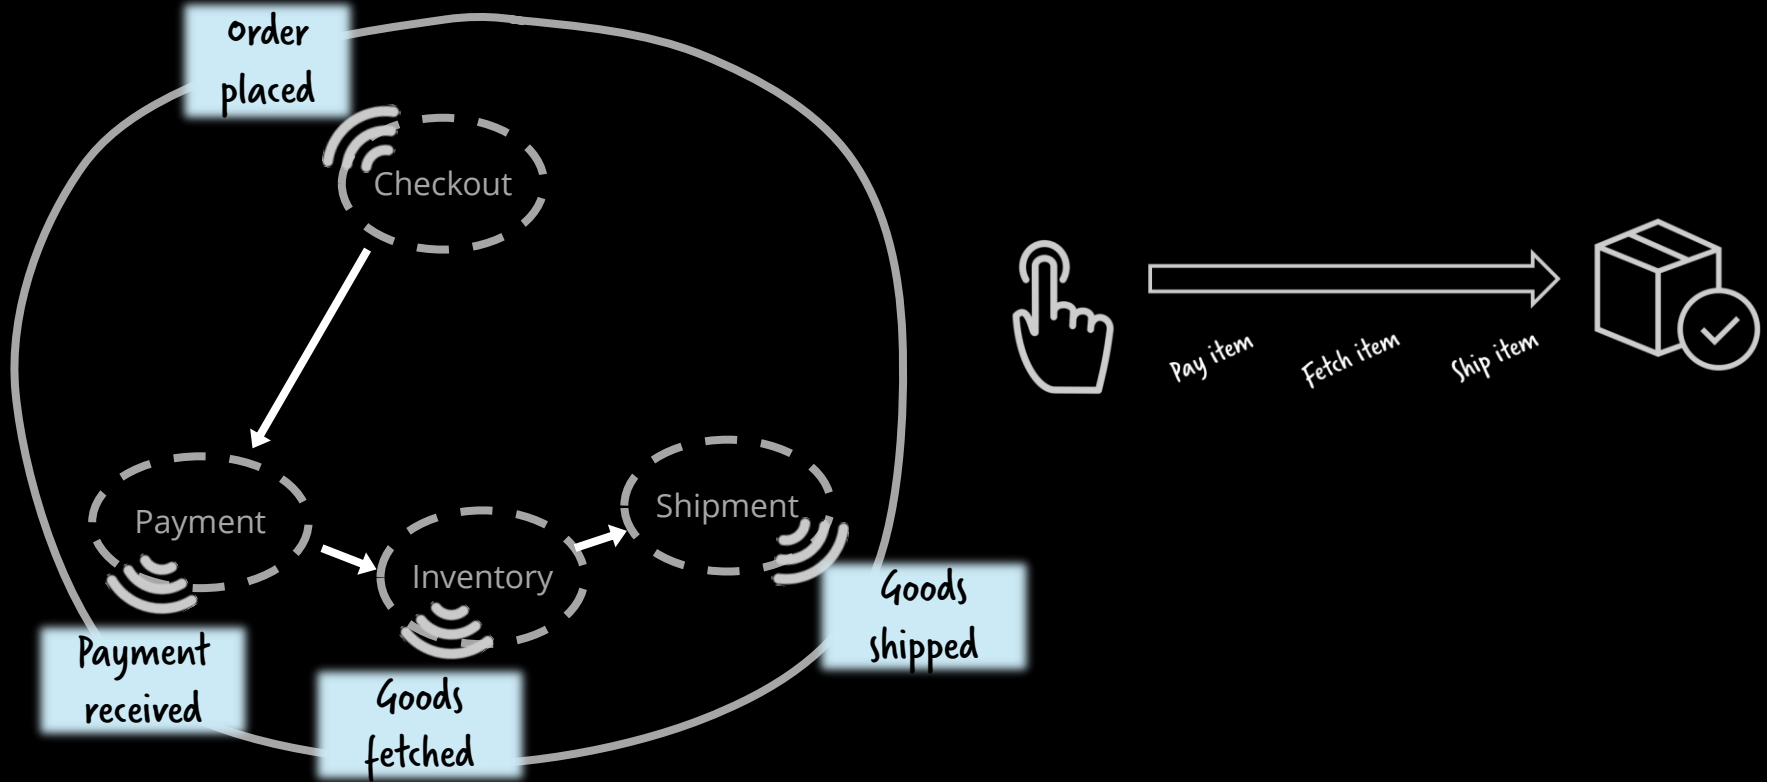 Order
placed
Checkout
Payment
Inventory
Shipment
Payment
received
Goods
fetched
Goods
shipped
Pay item
Fetch item
Ship item